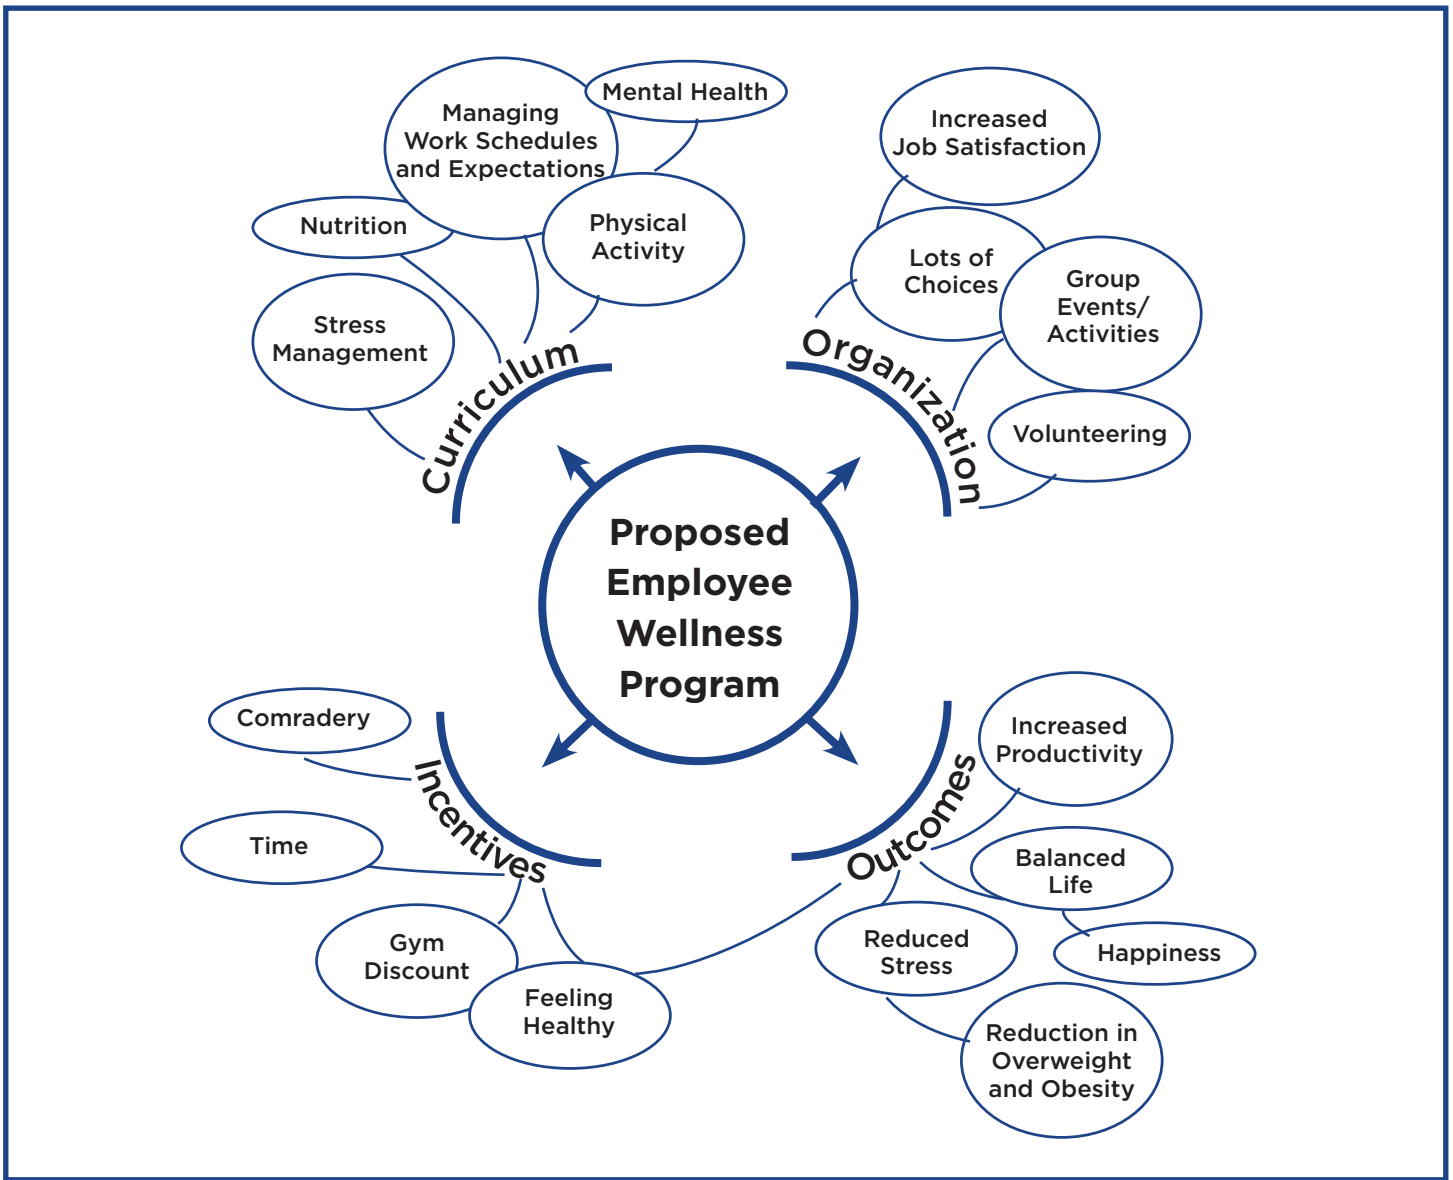 Managing
Work Schedules
and Expectations
Mental Health
Nutrition
Physical
Activity
Stress
Management
Curriculum
Increased
Job Satisfaction
Lots of
Choices
Group
Events/
Activities
Volunteering
Organization
Proposed
Employee
Wellness
Program
Comradery
Time
Gym
Discount
Feeling
Healthy
Incentives
Increased
Productivity
Balanced
Life
Happiness
Reduced
Stress
Reduction in
Overweight
and Obesity
Outcomes